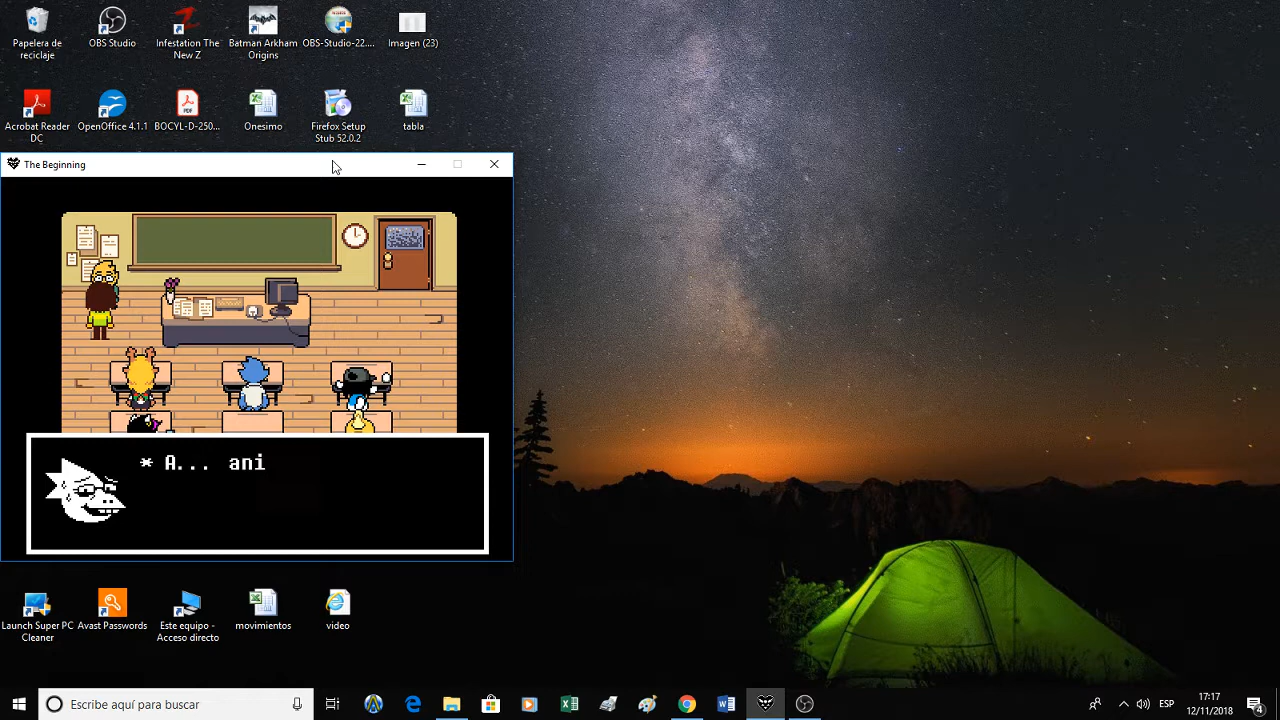 Papelera de
reciclaje
OBS Studio
Infestation The
New Z
Batman Arkham
Origins
OBS-Studio-22....
Imagen (23)
Acrobat Reader
DC
OpenOffice 4.1.1
PDF
BOCYL-D-250...
Onesimo
Firefox Setup
Stub 52.0.2
tabla
The Beginning
* A... ani
Launch Super PC
Cleaner
Avast Passwords
Este equipo -
Acceso directo
movimientos
video
Escribe aquí para buscar
ESP
17:17
12/11/2018
4